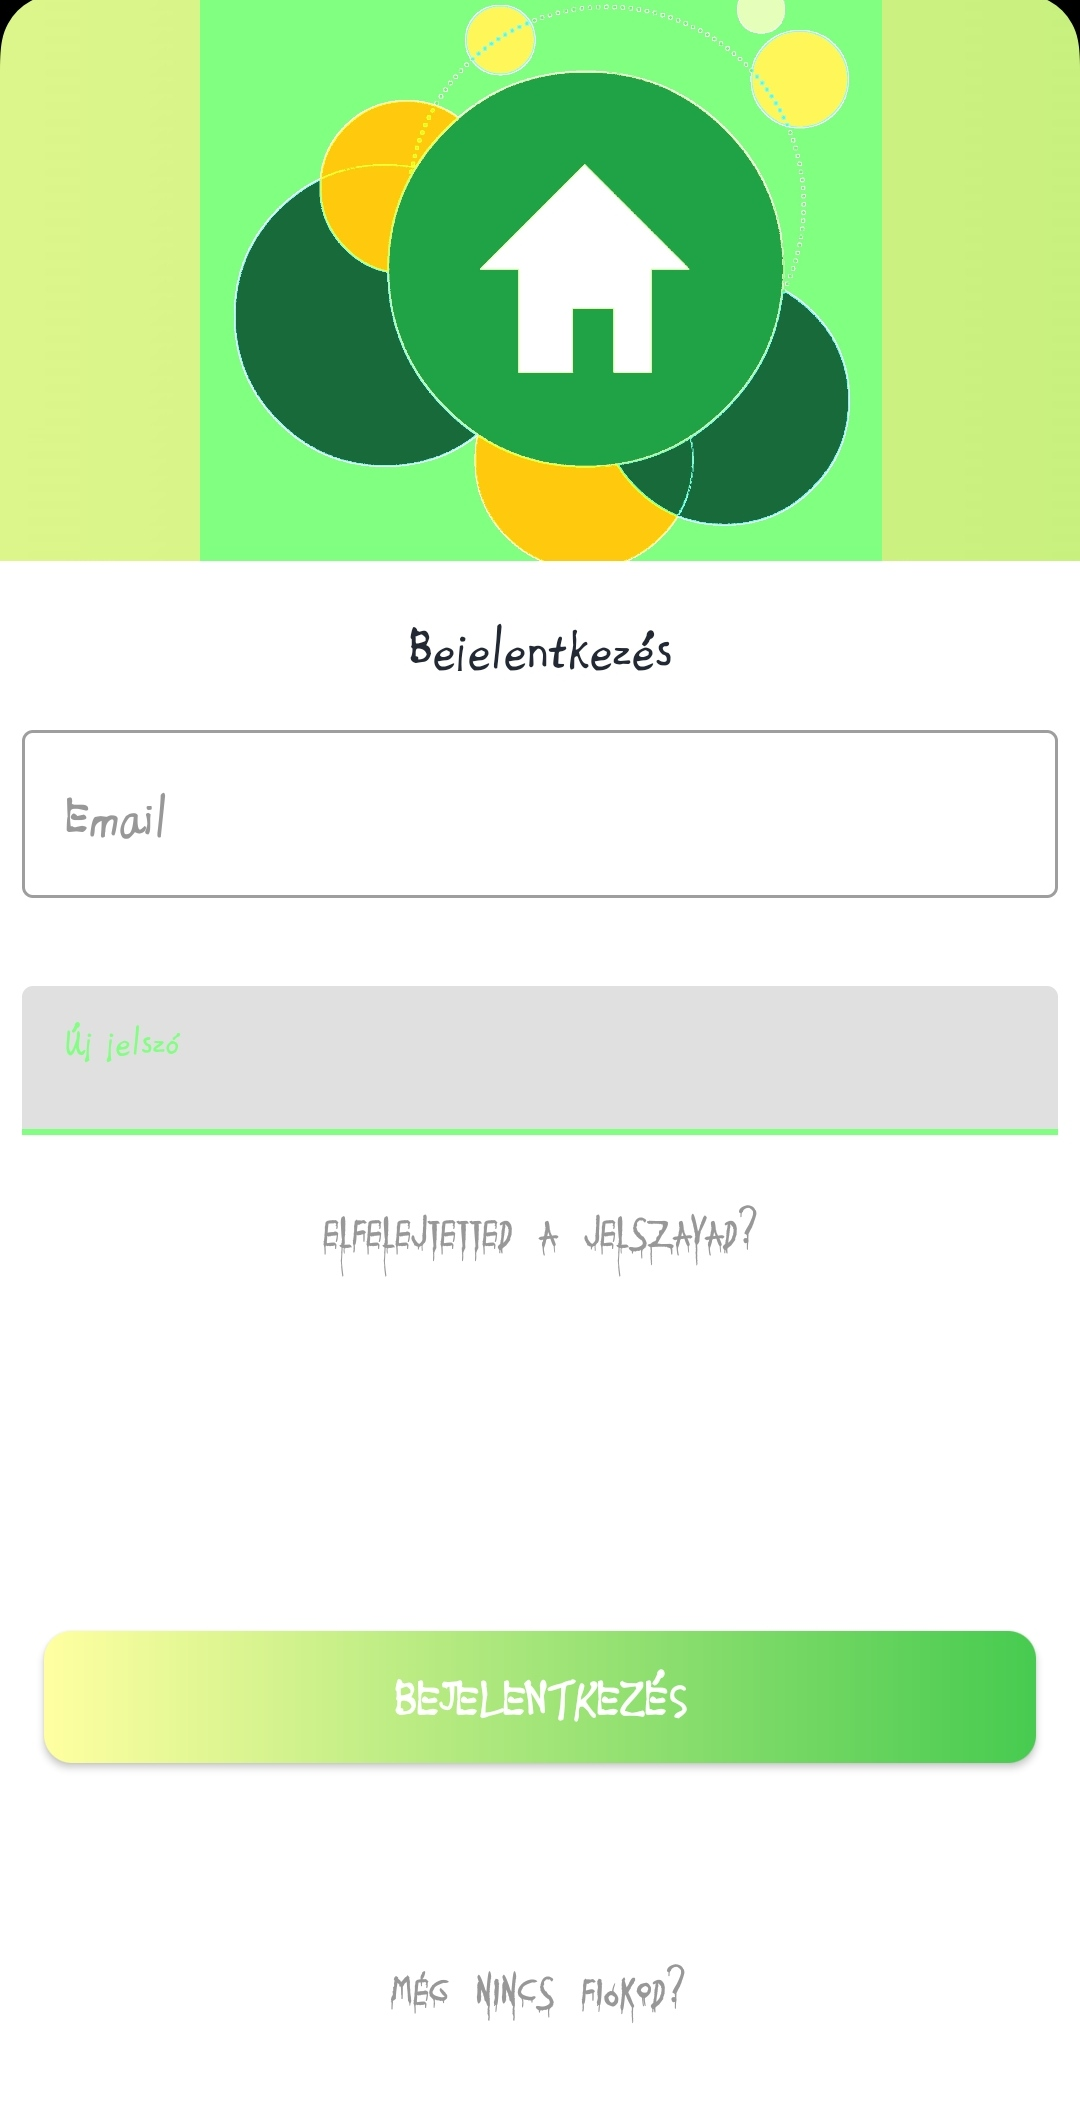 Beielentkezés
Email
Új jelszó
ELFELEJTETTED A JELSZAVAD?
BEJELENTKEZÉS
MÉG NINCS FIÓKOD?